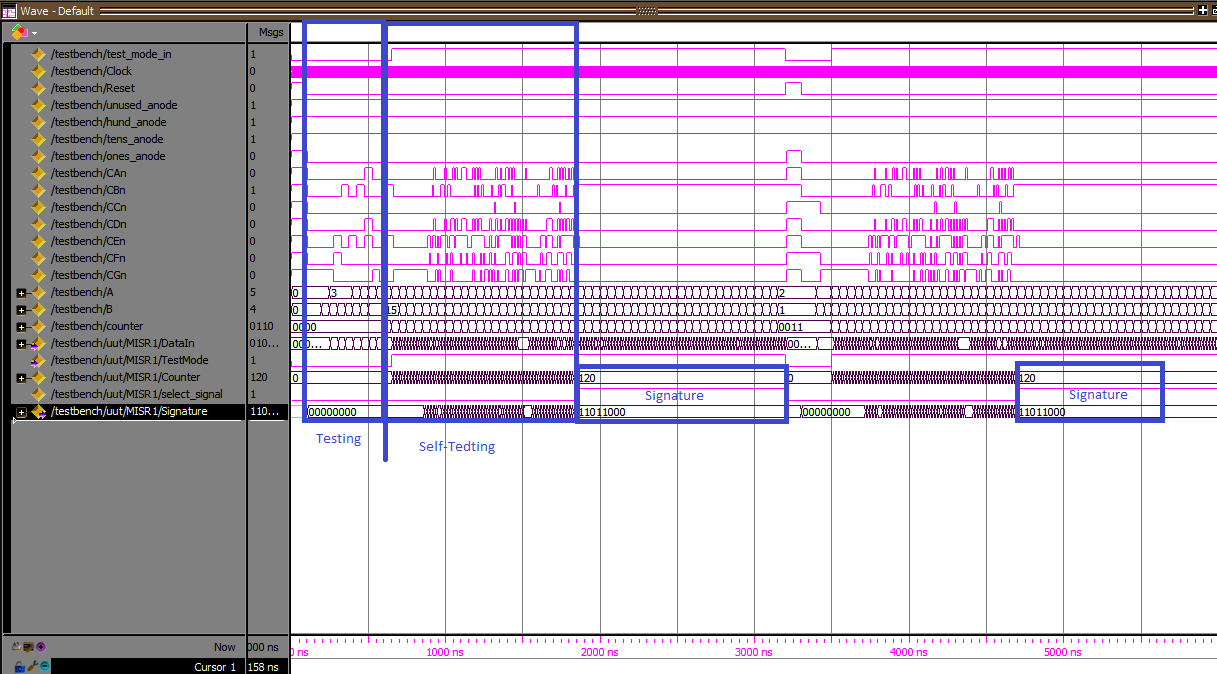 Wave - Default
Msgs
/testbench/test_mode_in 1
/testbench/Clock 0
/testbench/Reset 0
/testbench/unused_anode 1
/testbench/hund_anode 1
/testbench/tens_anode 1
/testbench/ones_anode 0
/testbench/CAn 0
/testbench/CBn 1
/testbench/CCn 0
/testbench/CDn 0
/testbench/CEn 0
/testbench/CFn 0
/testbench/CGn 0
/testbench/A 5 0 3 2
/testbench/B 4 0 15 1
/testbench/counter 0110 0000 0011
/testbench/uut/MISR1/DataIn 010... 000... 00...
/testbench/uut/MISR1/TestMode 1
/testbench/uut/MISR1/Counter 120 0 120 0 120
/testbench/uut/MISR1/select_signal 1 Signature Signature
/testbench/uut/MISR1/Signature 110... 00000000 11011000 00000000 11011000
Testing
Self-Tedting
Now 000 ns
0 ns 1000 ns 2000 ns 3000 ns 4000 ns 5000 ns
Cursor 1 158 ns